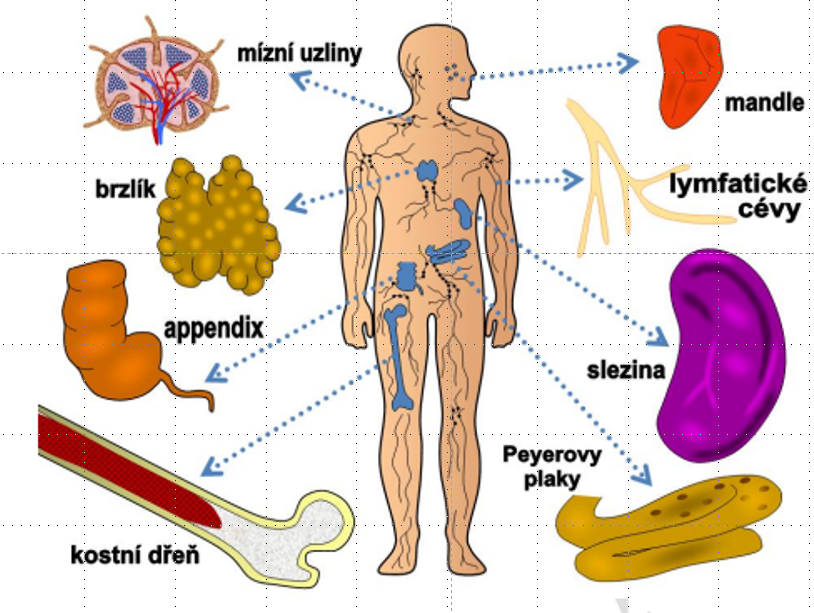 mízní uzliny
mandle
brzlík
lymfatické
cévy
appendix
slezina
Peyerovy
plaky
kostní dřeň